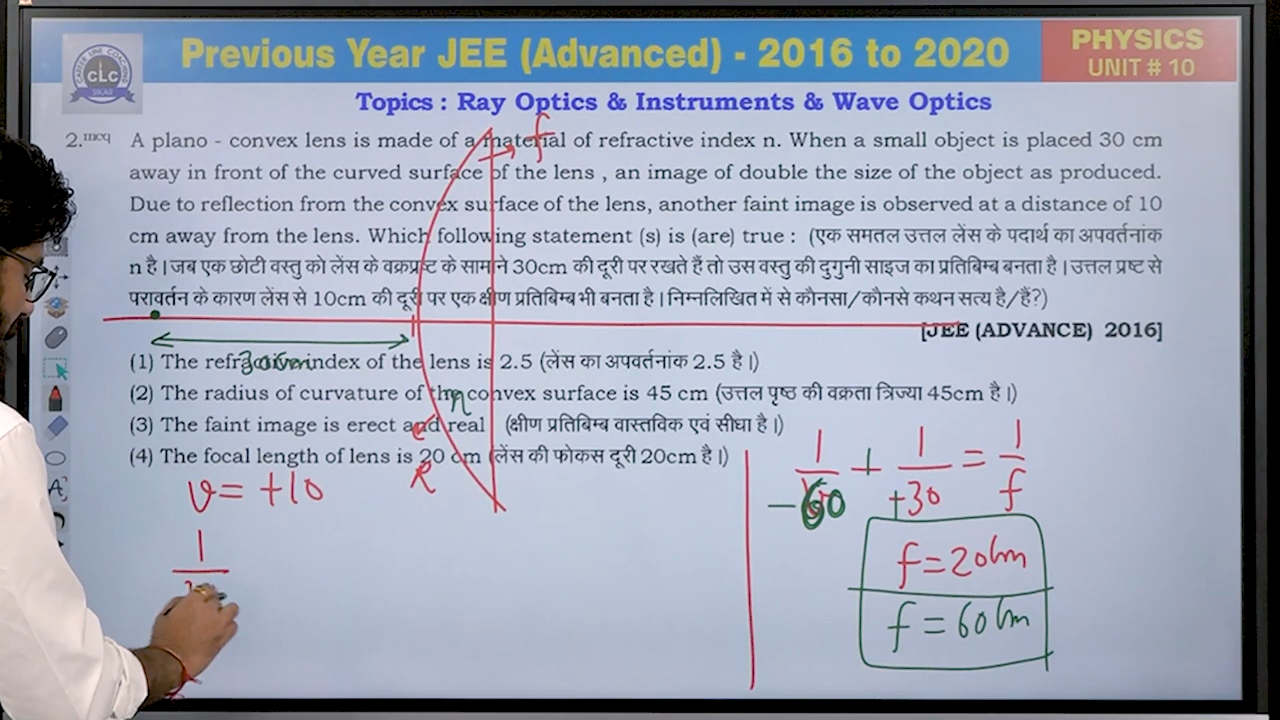 Previous Year JEE (Advanced) - 2016 to 2020
PHYSICS
UNIT # 10
CLC
SIKAR
Topics : Ray Optics & Instruments & Wave Optics
2.mcq A plano - convex lens is made of a material of refractive index n. When a small object is placed 30 cm
away in front of the curved surface of the lens , an image of double the size of the object as produced.
Due to reflection from the convex surface of the lens, another faint image is observed at a distance of 10
cm away from the lens. Which following statement (s) is (are) true : (एक समतल उत्तल लेंस के पदार्थ का अपवर्तनांक
n है। जब एक छोटी वस्तु को लेंस के वक्रप्रष्ट के सामाने 30cm की दूरी पर रखते हैं तो उस वस्तु की दुगुनी साइज का प्रतिबिम्ब बनता है। उत्तल प्रष्ट से
परावर्तन के कारण लेंस से 10cm की दूरी पर एक क्षीण प्रतिबिम्ब भी बनता है। निम्नलिखित में से कौनसा/कौनसे कथन सत्य है/हैं?)
[JEE (ADVANCE) 2016]
(1) The refractive index of the lens is 2.5 (लेंस का अपवर्तनांक 2.5 है।)
(2) The radius of curvature of the convex surface is 45 cm (उत्तल पृष्ठ की वक्रता त्रिज्या 45cm है।)
(3) The faint image is erect and real (क्षीण प्रतिबिम्ब वास्तविक एवं सीधा है।)
(4) The focal length of lens is 20 cm (लेंस की फोकस दूरी 20cm है।)
f
30cm
n
R
v = +10
1
1/-60 + 1/+30 = 1/f
f = 20cm
f = 60cm